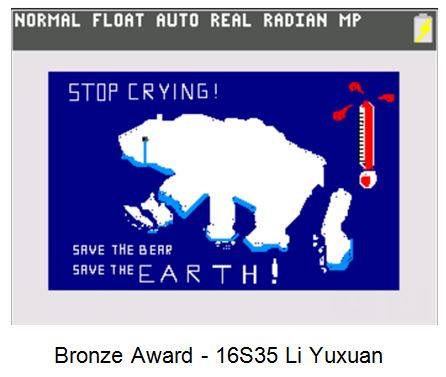 NORMAL FLOAT AUTO REAL RADIAN MP
STOP CRYING!
SAVE THE BEAR
SAVE THE EARTH!
Bronze Award - 16S35 Li Yuxuan